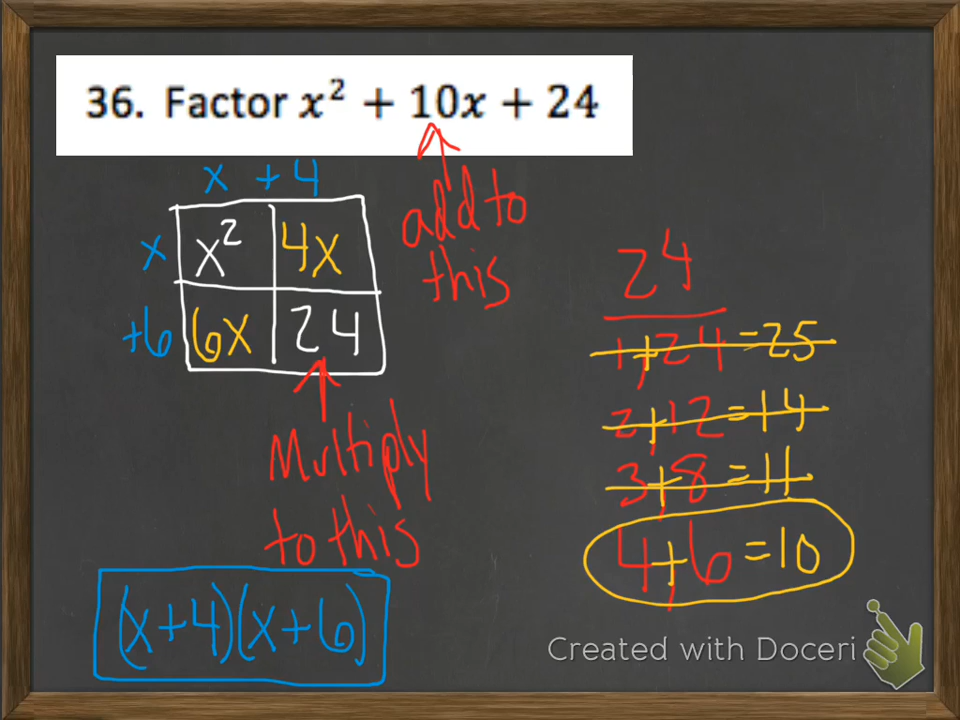 36. Factor x² + 10x + 24
x + 4
x
x² 4x
+6
6x 24
add to
this
Multiply
to this
24
1+24=25
2+12=14
3+8=11
4+6=10
(x+4)(x+6)
Created with Doceri